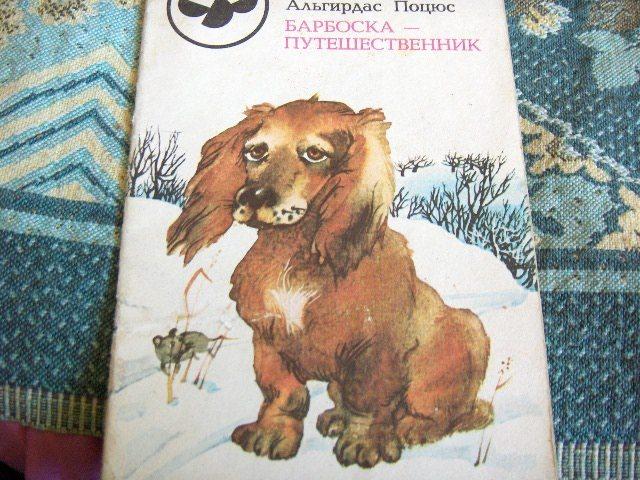 Альгирдас Поцюс
БАРБОСКА —
ПУТЕШЕСТВЕННИК